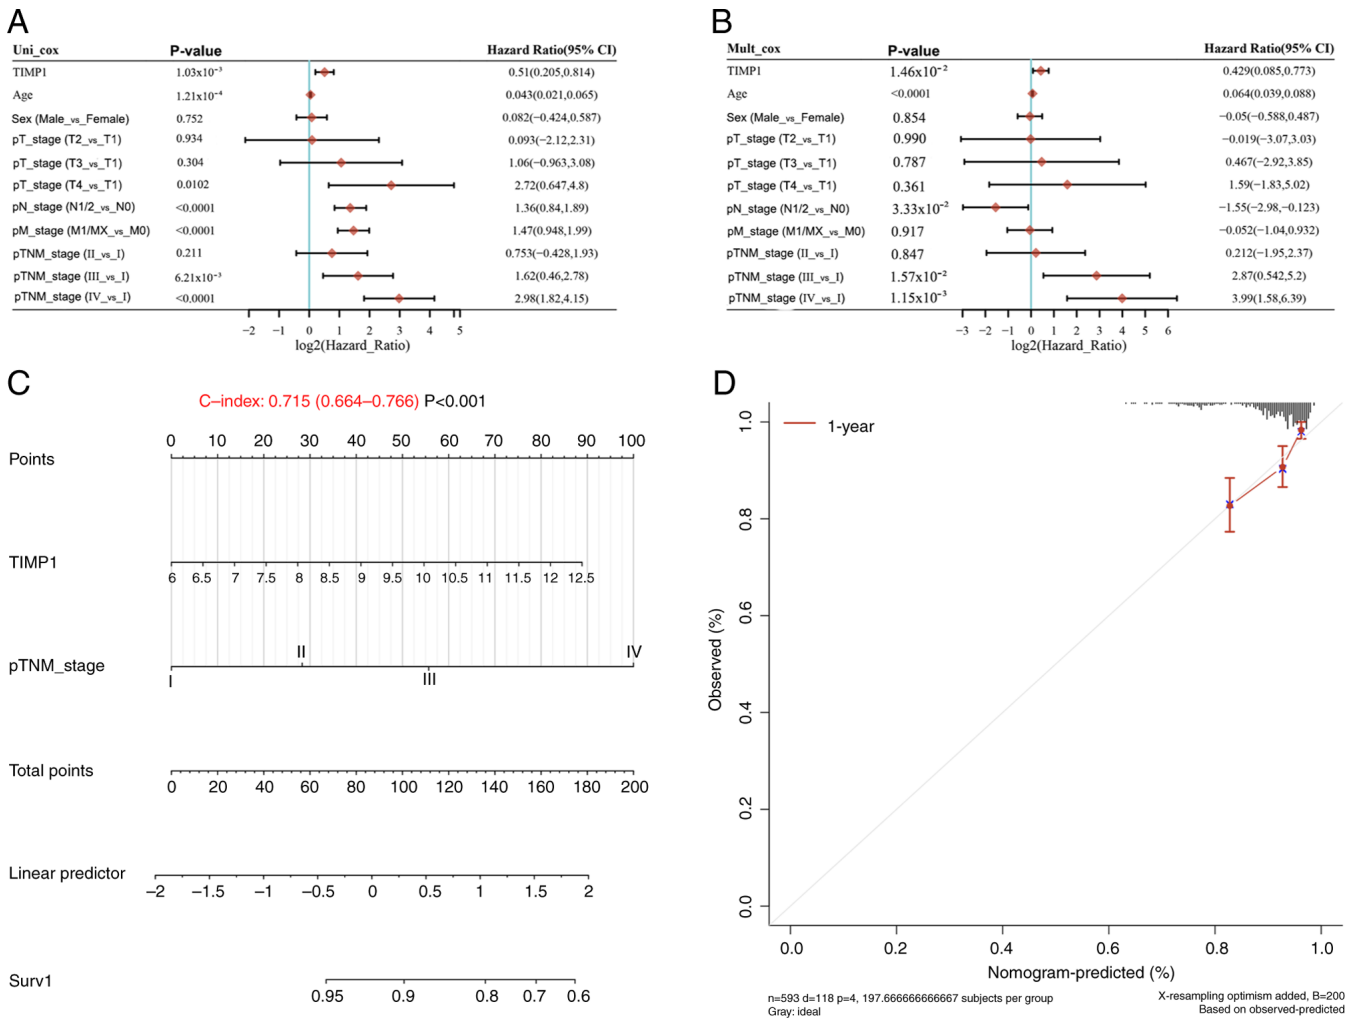 A
Uni_cox P-value Hazard Ratio(95% CI)
TIMP1 1.03x10⁻³ 0.51(0.205,0.814)
Age 1.21x10⁻⁴ 0.043(0.021,0.065)
Sex (Male_vs_Female) 0.752 0.082(−0.424,0.587)
pT_stage (T2_vs_T1) 0.934 0.093(−2.12,2.31)
pT_stage (T3_vs_T1) 0.304 1.06(−0.963,3.08)
pT_stage (T4_vs_T1) 0.0102 2.72(0.647,4.8)
pN_stage (N1/2_vs_N0) <0.0001 1.36(0.84,1.89)
pM_stage (M1/MX_vs_M0) <0.0001 1.47(0.948,1.99)
pTNM_stage (II_vs_I) 0.211 0.753(−0.428,1.93)
pTNM_stage (III_vs_I) 6.21x10⁻³ 1.62(0.46,2.78)
pTNM_stage (IV_vs_I) <0.0001 2.98(1.82,4.15)
−2 −1 0 1 2 3 4 5
log2(Hazard_Ratio)
B
Mult_cox P-value Hazard Ratio(95% CI)
TIMP1 1.46x10⁻² 0.429(0.085,0.773)
Age <0.0001 0.064(0.039,0.088)
Sex (Male_vs_Female) 0.854 −0.05(−0.588,0.487)
pT_stage (T2_vs_T1) 0.990 −0.019(−3.07,3.03)
pT_stage (T3_vs_T1) 0.787 0.467(−2.92,3.85)
pT_stage (T4_vs_T1) 0.361 1.59(−1.83,5.02)
pN_stage (N1/2_vs_N0) 3.33x10⁻² −1.55(−2.98,−0.123)
pM_stage (M1/MX_vs_M0) 0.917 −0.052(−1.04,0.932)
pTNM_stage (II_vs_I) 0.847 0.212(−1.95,2.37)
pTNM_stage (III_vs_I) 1.57x10⁻² 2.87(0.542,5.2)
pTNM_stage (IV_vs_I) 1.15x10⁻³ 3.99(1.58,6.39)
−3 −2 −1 0 1 2 3 4 5 6
log2(Hazard_Ratio)
C
C−index: 0.715 (0.664−0.766) P<0.001
0 10 20 30 40 50 60 70 80 90 100
Points
TIMP1
6 6.5 7 7.5 8 8.5 9 9.5 10 10.5 11 11.5 12 12.5
II IV
pTNM_stage
I III
Total points
0 20 40 60 80 100 120 140 160 180 200
Linear predictor
−2 −1.5 −1 −0.5 0 0.5 1 1.5 2
Surv1
0.95 0.9 0.8 0.7 0.6
D
1-year
1.0
0.8
0.6
0.4
0.2
0.0
Observed (%)
0.0 0.2 0.4 0.6 0.8 1.0
Nomogram-predicted (%)
n=593 d=118 p=4, 197.666666666667 subjects per group
Gray: ideal
X-resampling optimism added, B=200
Based on observed-predicted